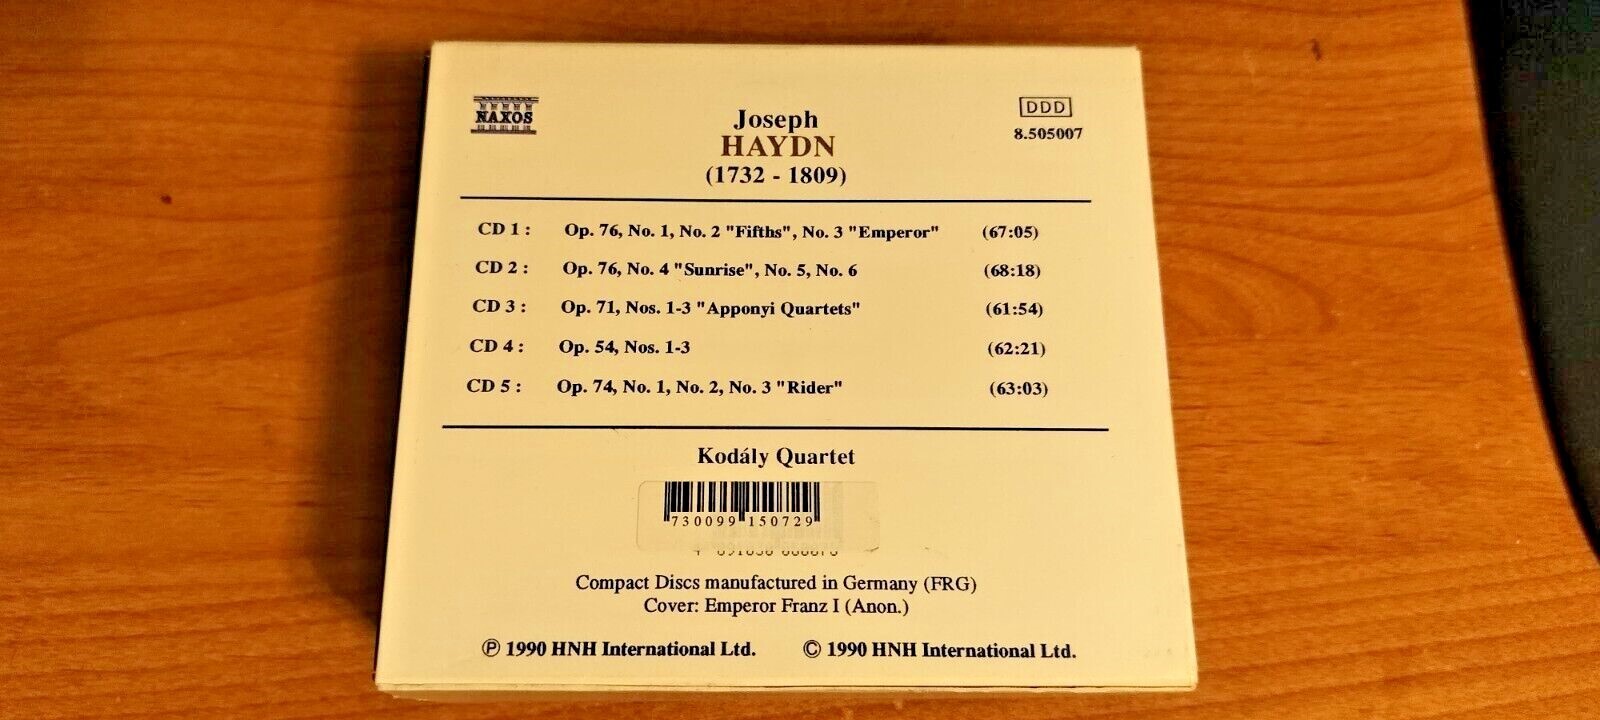 NAXOS
DDD
8.505007
Joseph
HAYDN
(1732 - 1809)
CD 1 : Op. 76, No. 1, No. 2 "Fifths", No. 3 "Emperor" (67:05)
CD 2 : Op. 76, No. 4 "Sunrise", No. 5, No. 6 (68:18)
CD 3 : Op. 71, Nos. 1-3 "Apponyi Quartets" (61:54)
CD 4 : Op. 54, Nos. 1-3 (62:21)
CD 5 : Op. 74, No. 1, No. 2, No. 3 "Rider" (63:03)
Kodály Quartet
730099 150729
Compact Discs manufactured in Germany (FRG)
Cover: Emperor Franz I (Anon.)
℗ 1990 HNH International Ltd. © 1990 HNH International Ltd.